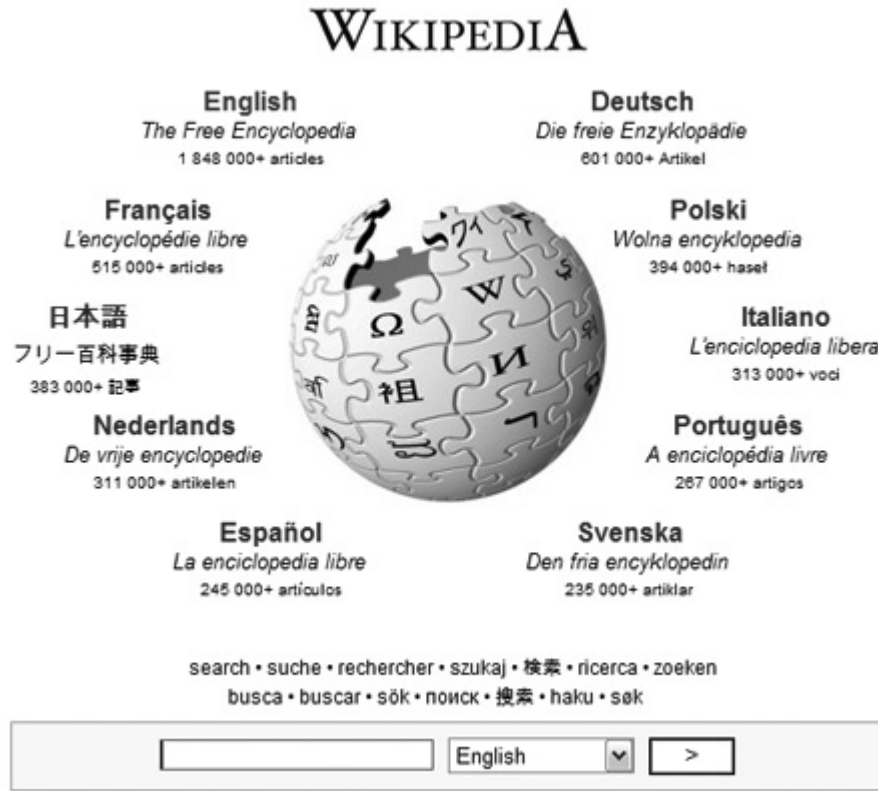 WIKIPEDIA
English
The Free Encyclopedia
1 848 000+ articles
Deutsch
Die freie Enzyklopädie
601 000+ Artikel
Français
L'encyclopédie libre
515 000+ articles
Polski
Wolna encyklopedia
394 000+ haseł
日本語
フリー百科事典
383 000+ 記事
Italiano
L'enciclopedia libera
313 000+ voci
Nederlands
De vrije encyclopedie
311 000+ artikelen
Português
A enciclopédia livre
267 000+ artigos
Español
La enciclopedia libre
245 000+ artículos
Svenska
Den fria encyklopedin
235 000+ artiklar
Ω
W
ワィ
祖
И
af
search • suche • rechercher • szukaj • 検索 • ricerca • zoeken
busca • buscar • sök • поиск • 搜索 • haku • søk
English
>